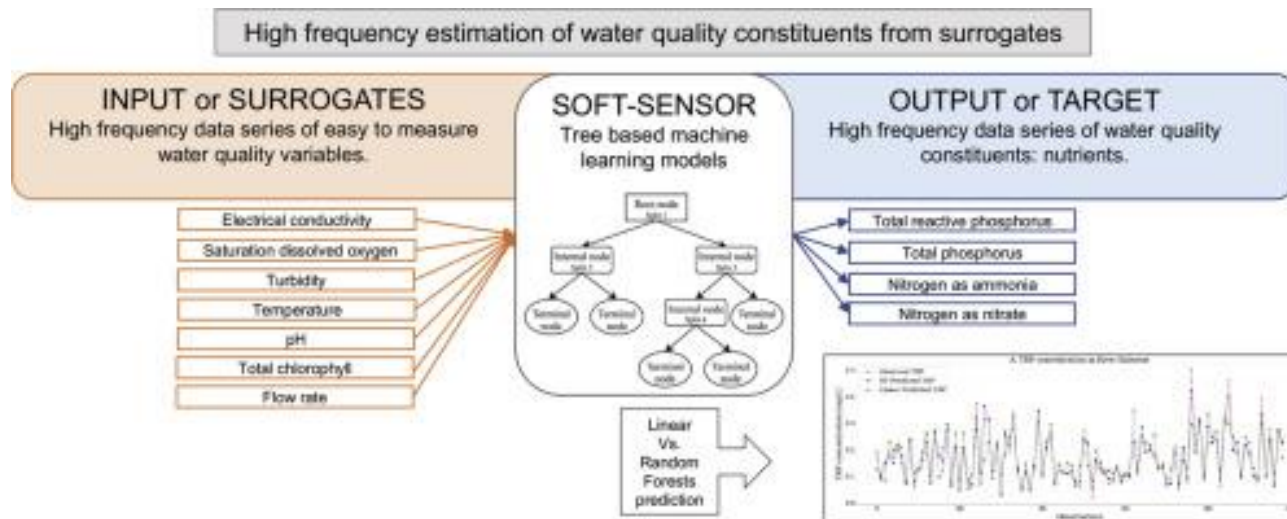 High frequency estimation of water quality constituents from surrogates
INPUT or SURROGATES
High frequency data series of easy to measure
water quality variables.
Electrical conductivity
Saturation dissolved oxygen
Turbidity
Temperature
pH
Total chlorophyll
Flow rate
SOFT-SENSOR
Tree based machine
learning models
Root node
Internal node
Internal node
Terminal
node
Terminal
node
Internal node
Terminal
node
Terminal
node
Terminal
node
Linear
Vs.
Random
Forests
prediction
OUTPUT or TARGET
High frequency data series of water quality
constituents: nutrients.
Total reactive phosphorus
Total phosphorus
Nitrogen as ammonia
Nitrogen as nitrate